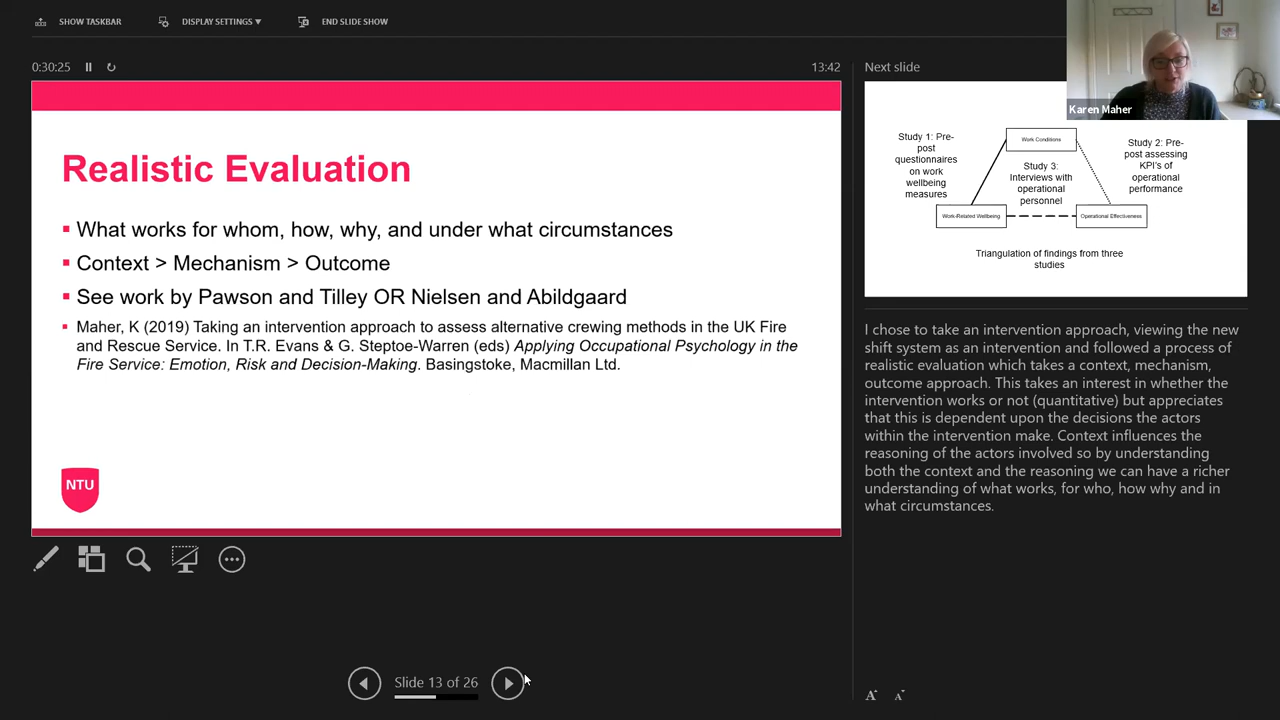 SHOW TASKBAR
DISPLAY SETTINGS ▼
END SLIDE SHOW
0:30:25
13:42
Realistic Evaluation
What works for whom, how, why, and under what circumstances
Context > Mechanism > Outcome
See work by Pawson and Tilley OR Nielsen and Abildgaard
Maher, K (2019) Taking an intervention approach to assess alternative crewing methods in the UK Fire
and Rescue Service. In T.R. Evans & G. Steptoe-Warren (eds) Applying Occupational Psychology in the
Fire Service: Emotion, Risk and Decision-Making. Basingstoke, Macmillan Ltd.
NTU
Slide 13 of 26
Next slide
Karen Maher
Study 1: Pre-
post
questionnaires
on work
wellbeing
measures
Work Conditions
Study 3:
Interviews with
operational
personnel
Study 2: Pre-
post assessing
KPI's of
operational
performance
Work-Related Wellbeing
Operational Effectiveness
Triangulation of findings from three
studies
I chose to take an intervention approach, viewing the new
shift system as an intervention and followed a process of
realistic evaluation which takes a context, mechanism,
outcome approach. This takes an interest in whether the
intervention works or not (quantitative) but appreciates
that this is dependent upon the decisions the actors
within the intervention make. Context influences the
reasoning of the actors involved so by understanding
both the context and the reasoning we can have a richer
understanding of what works, for who, how why and in
what circumstances.
A A